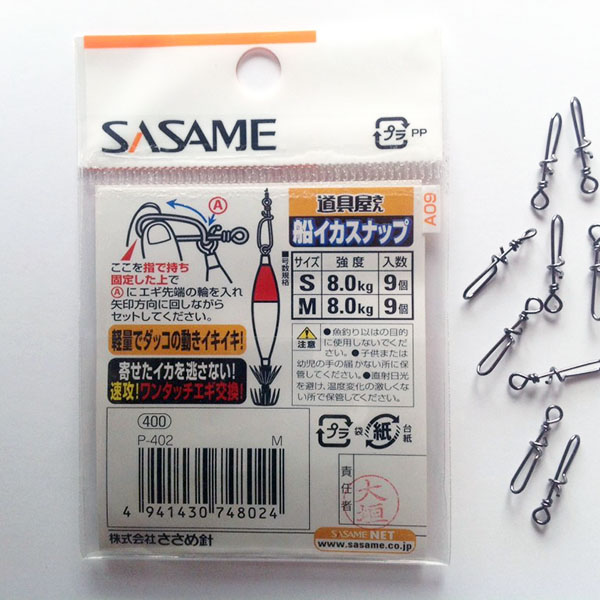 SASAME
プラ PP
A09
道具屋さん
船イカスナップ
サイズ 強度 入数
S 8.0kg 9個
M 8.0kg 9個
■号数規格
A
ここを指で持ち
固定した上で
Aにエギ先端の輪を入れ
矢印方向に回しながら
セットしてください。
軽量でダッコの動きイキイキ!
寄せたイカを逃さない!
速攻!ワンタッチエギ交換!
注意
●魚釣り以外の目的
に使用しないでくだ
さい。●子供または
幼児の手の届かない所に保
管してください。●直射日光
を避け、温度変化の激しくな
い所で保管してください。
プラ 袋 紙 台紙
400
P-402 M
4 941430 748024
責任者
大垣
株式会社ささめ針
SASAME NET
www.sasame.co.jp